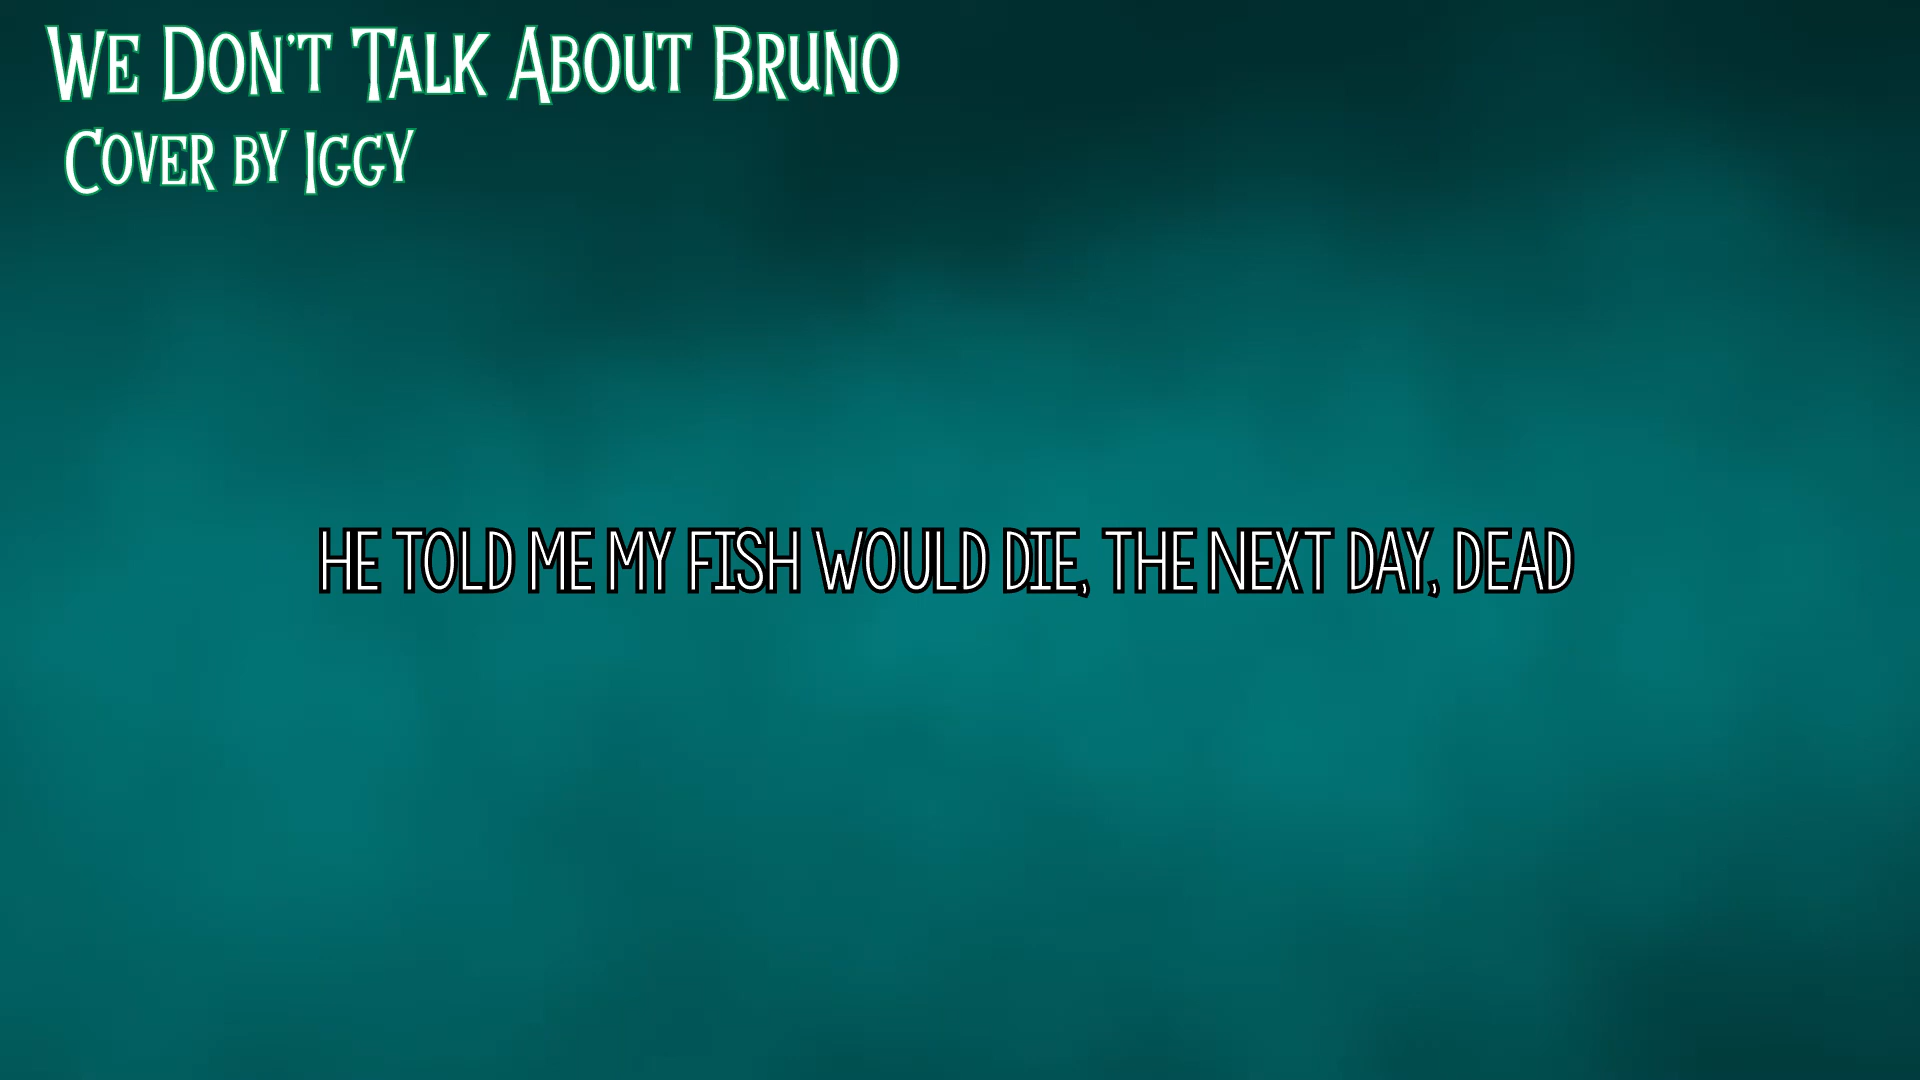 We Don't Talk About Bruno
Cover by Iggy
HE TOLD ME MY FISH WOULD DIE, THE NEXT DAY, DEAD